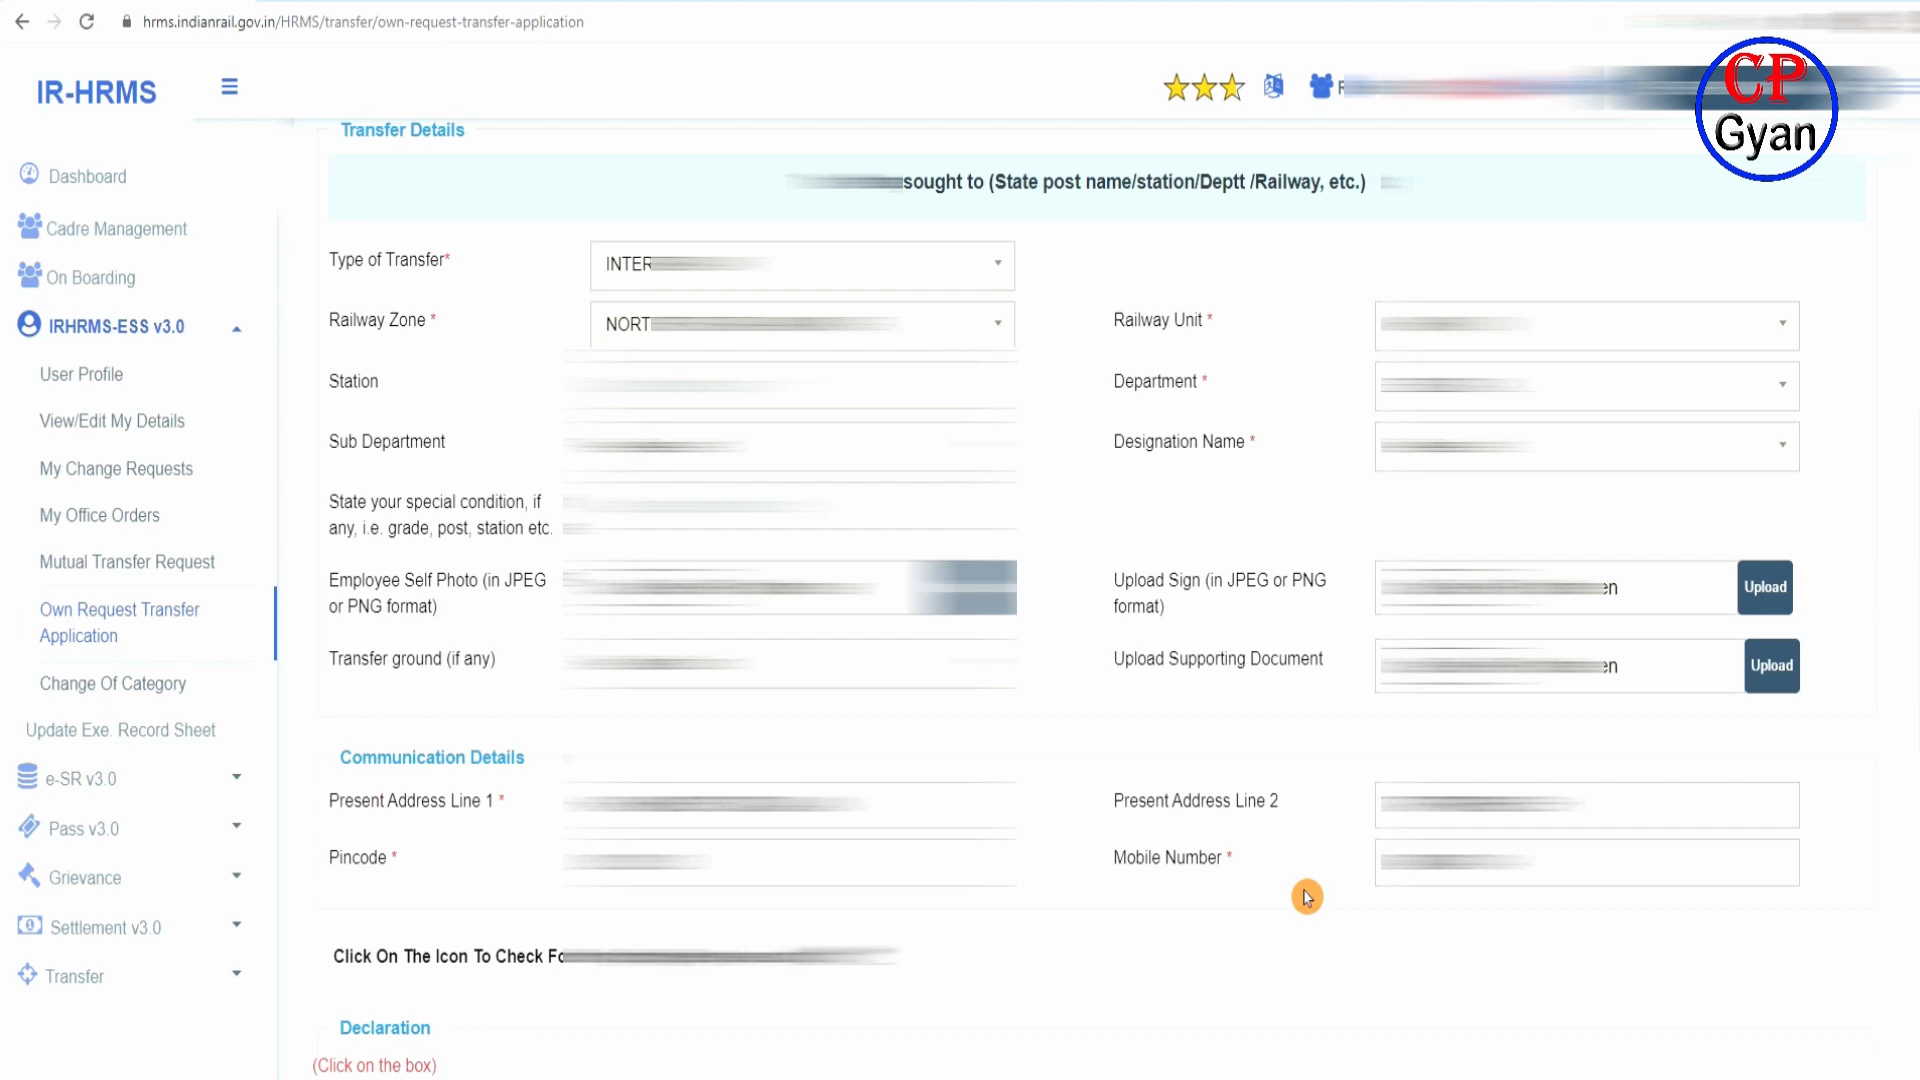 hrms.indianrail.gov.in/HRMS/transfer/own-request-transfer-application
CP
Gyan
IR-HRMS
Transfer Details
sought to (State post name/station/Deptt /Railway, etc.)
Dashboard
Cadre Management
On Boarding
IRHRMS-ESS v3.0
User Profile
View/Edit My Details
My Change Requests
My Office Orders
Mutual Transfer Request
Own Request Transfer
Application
Change Of Category
Update Exe. Record Sheet
e-SR v3.0
Pass v3.0
Grievance
Settlement v3.0
Transfer
Type of Transfer*
INTER
Railway Zone *
NORT
Railway Unit *
Station
Department *
Sub Department
Designation Name *
State your special condition, if
any, i.e. grade, post, station etc.
Employee Self Photo (in JPEG
or PNG format)
Upload Sign (in JPEG or PNG
format)
Upload
Transfer ground (if any)
Upload Supporting Document
Upload
Communication Details
Present Address Line 1 *
Present Address Line 2
Pincode *
Mobile Number *
Click On The Icon To Check
Declaration
(Click on the box)